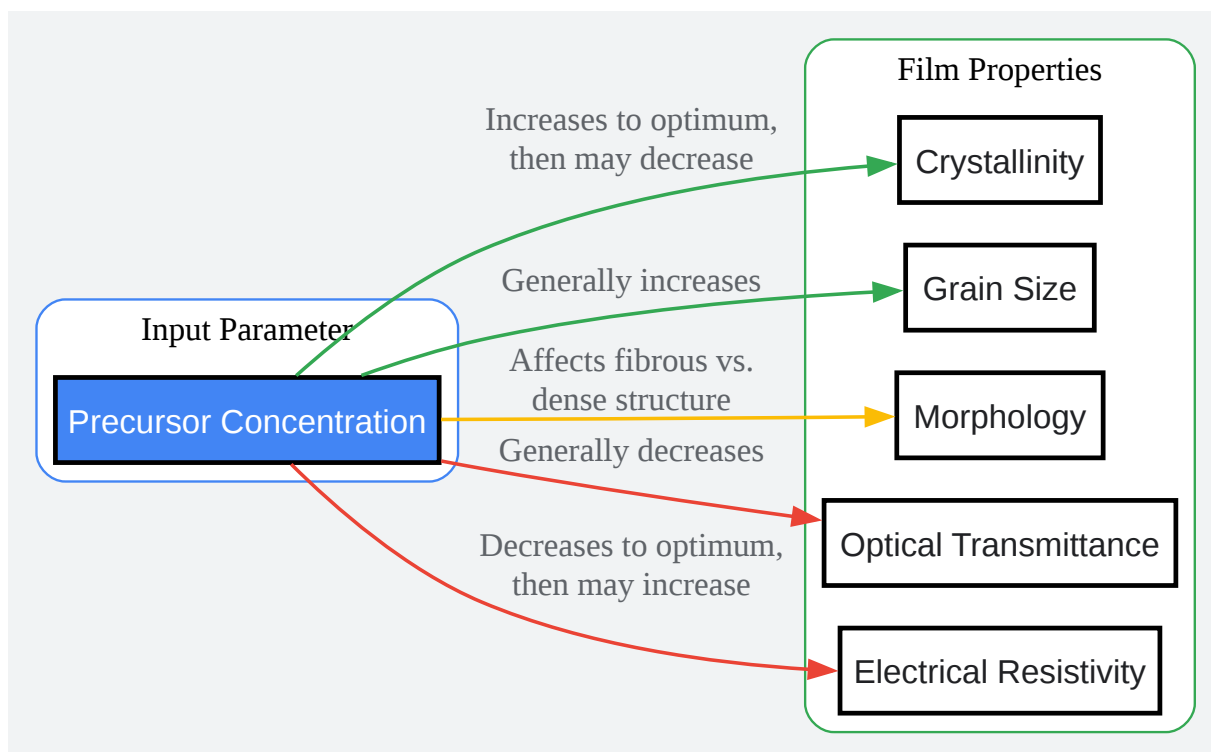 Film Properties
Increases to optimum,
then may decrease
Crystallinity
Generally increases
Grain Size
Input Parameter
Precursor Concentration
Affects fibrous vs.
dense structure
Morphology
Generally decreases
Optical Transmittance
Decreases to optimum,
then may increase
Electrical Resistivity